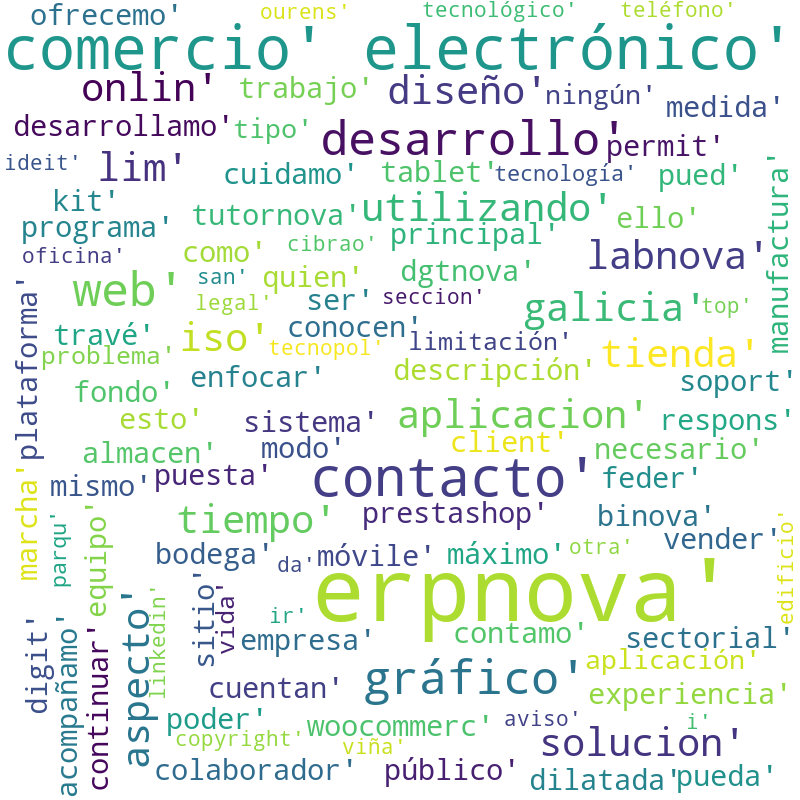 ofrecemo' ourens' tecnológico' teléfono'
comercio' electrónico'
onlin' trabajo' diseño' ningún' medida'
desarrollamo' tipo' desarrollo' permit'
ideit' lim' cuidamo' tablet' tecnología' pued'
kit' tutornova' utilizando' ello'
programa' principal'
oficina' como' cibrao' labnova' manufactura'
web' san' quien' dgtnova'
legal' ser' seccion' galicia' top'
travé' iso' conocen' limitación'
problema' tecnopol' tienda'
plataforma' fondo' enfocar' descripción' soport'
esto' sistema' aplicacion' respons'
almacen' modo' client' necesario'
mismo' puesta' contacto' feder'
marcha' tiempo' prestashop' binova'
parqu' equipo' bodega' da' móvile' máximo' otra' vender' edificio'
erpnova'
digit' aspecto' linkedin' sitio' vida' ir' empresa' contamo' sectorial'
acompañamo' continuar' cuentan' gráfico' aplicación'
experiencia'
poder' woocommerc' aviso' i'
copyright' viña' solucion'
colaborador' público' dilatada' pueda'